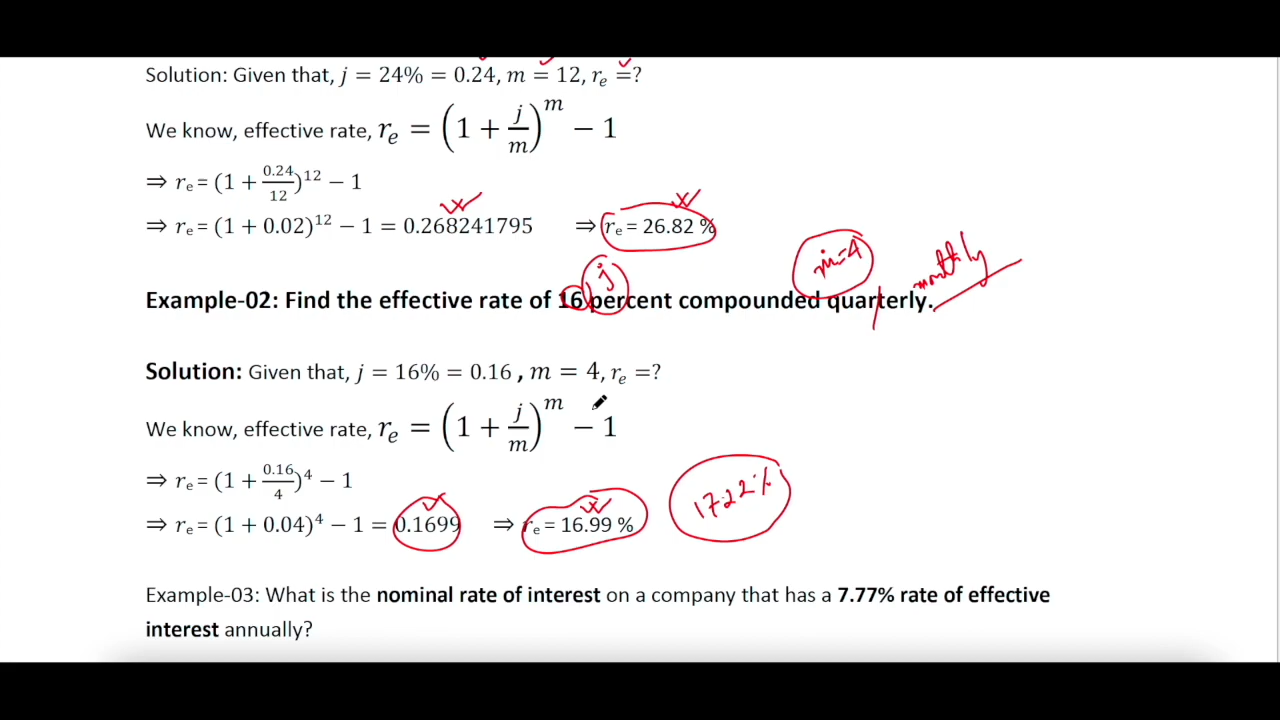 Solution: Given that, j = 24% = 0.24, m = 12, rₑ =?
We know, effective rate, rₑ = (1 + j/m)^m − 1
⇒ rₑ = (1 + 0.24/12)^12 − 1
⇒ rₑ = (1 + 0.02)^12 − 1 = 0.268241795 ⇒ rₑ = 26.82 %
j m=4 monthly
Example-02: Find the effective rate of 16 percent compounded quarterly.
Solution: Given that, j = 16% = 0.16 , m = 4, rₑ =?
We know, effective rate, rₑ = (1 + j/m)^m − 1
⇒ rₑ = (1 + 0.16/4)^4 − 1
17.22%
⇒ rₑ = (1 + 0.04)^4 − 1 = 0.1699 ⇒ rₑ = 16.99 %
Example-03: What is the nominal rate of interest on a company that has a 7.77% rate of effective
interest annually?